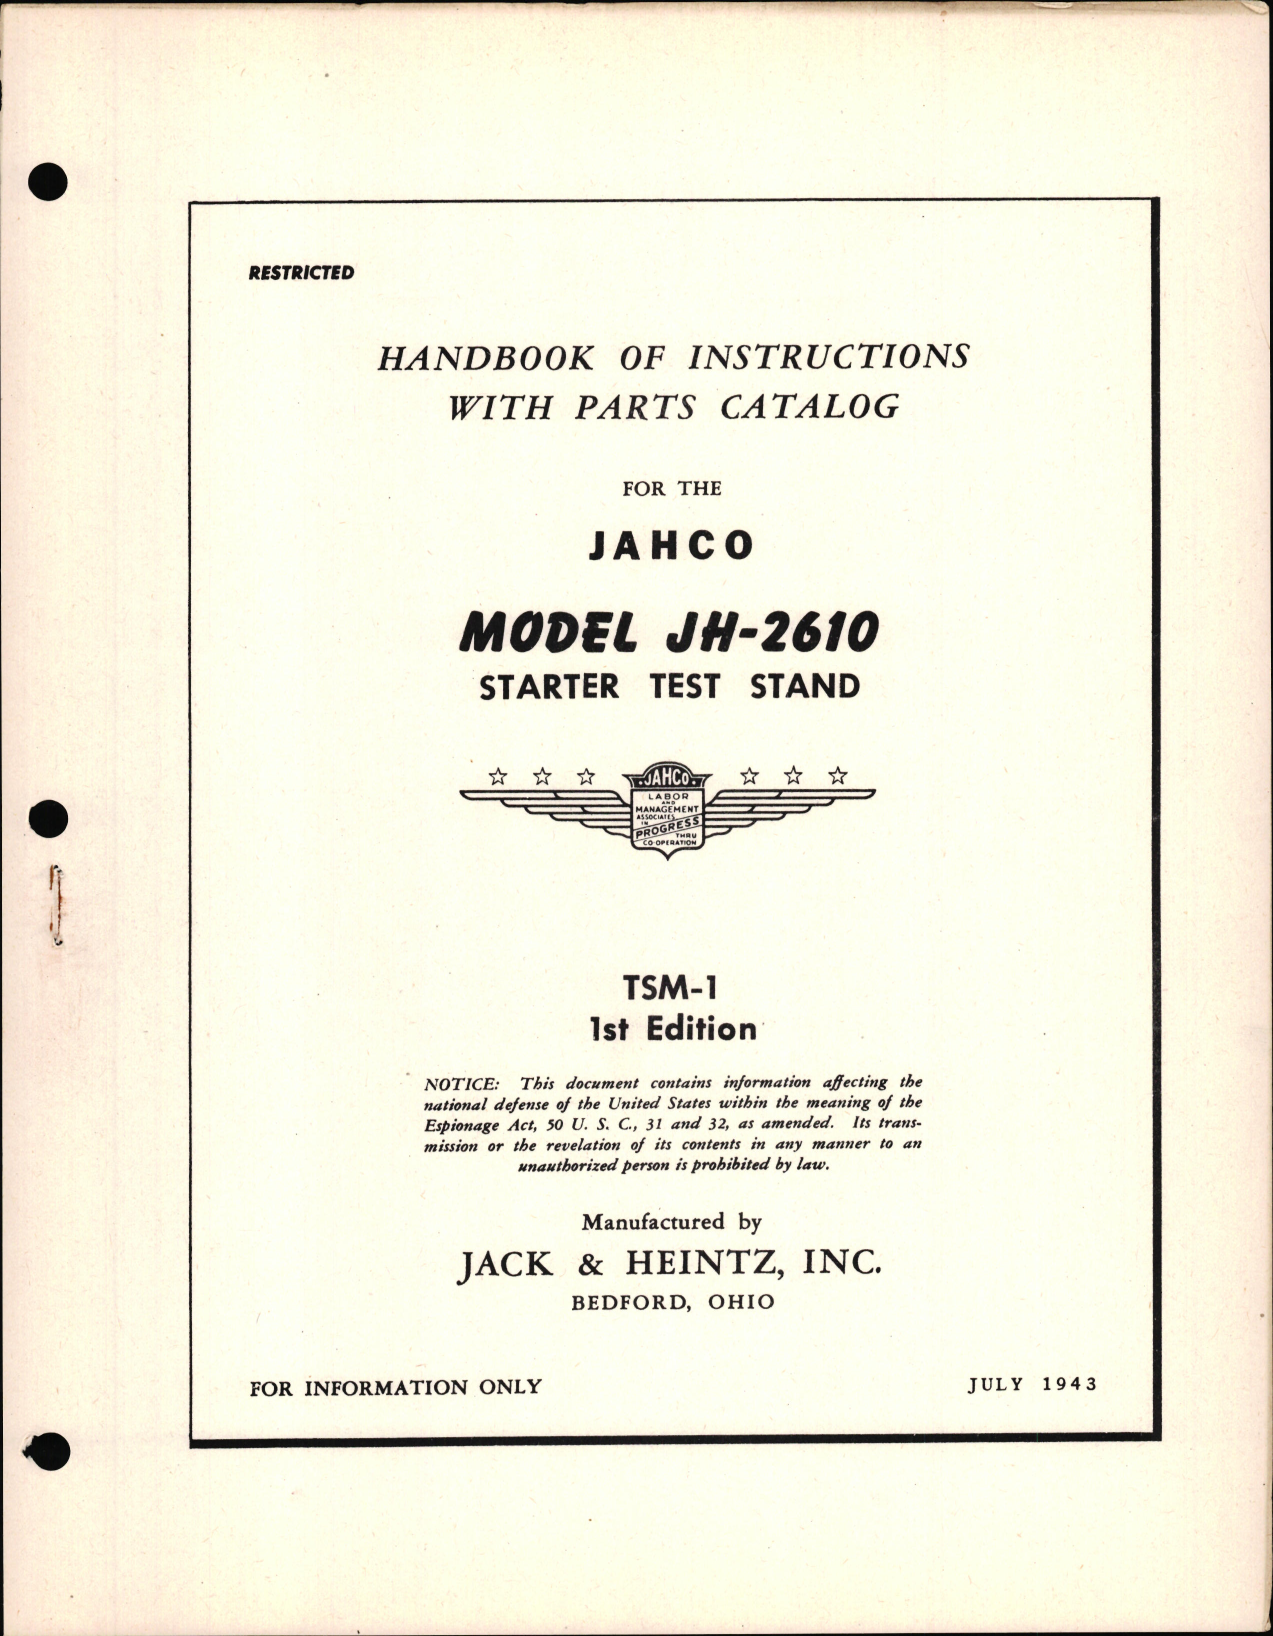 RESTRICTED
HANDBOOK OF INSTRUCTIONS
WITH PARTS CATALOG
FOR THE
JAHCO
MODEL JH-2610
STARTER TEST STAND
JAHCO
LABOR
AND
MANAGEMENT
ASSOCIATES
IN
PROGRESS
THRU
CO-OPERATION
TSM-1
1st Edition
NOTICE: This document contains information affecting the
national defense of the United States within the meaning of the
Espionage Act, 50 U. S. C., 31 and 32, as amended. Its trans-
mission or the revelation of its contents in any manner to an
unauthorized person is prohibited by law.
Manufactured by
JACK & HEINTZ, INC.
BEDFORD, OHIO
FOR INFORMATION ONLY
JULY 1943